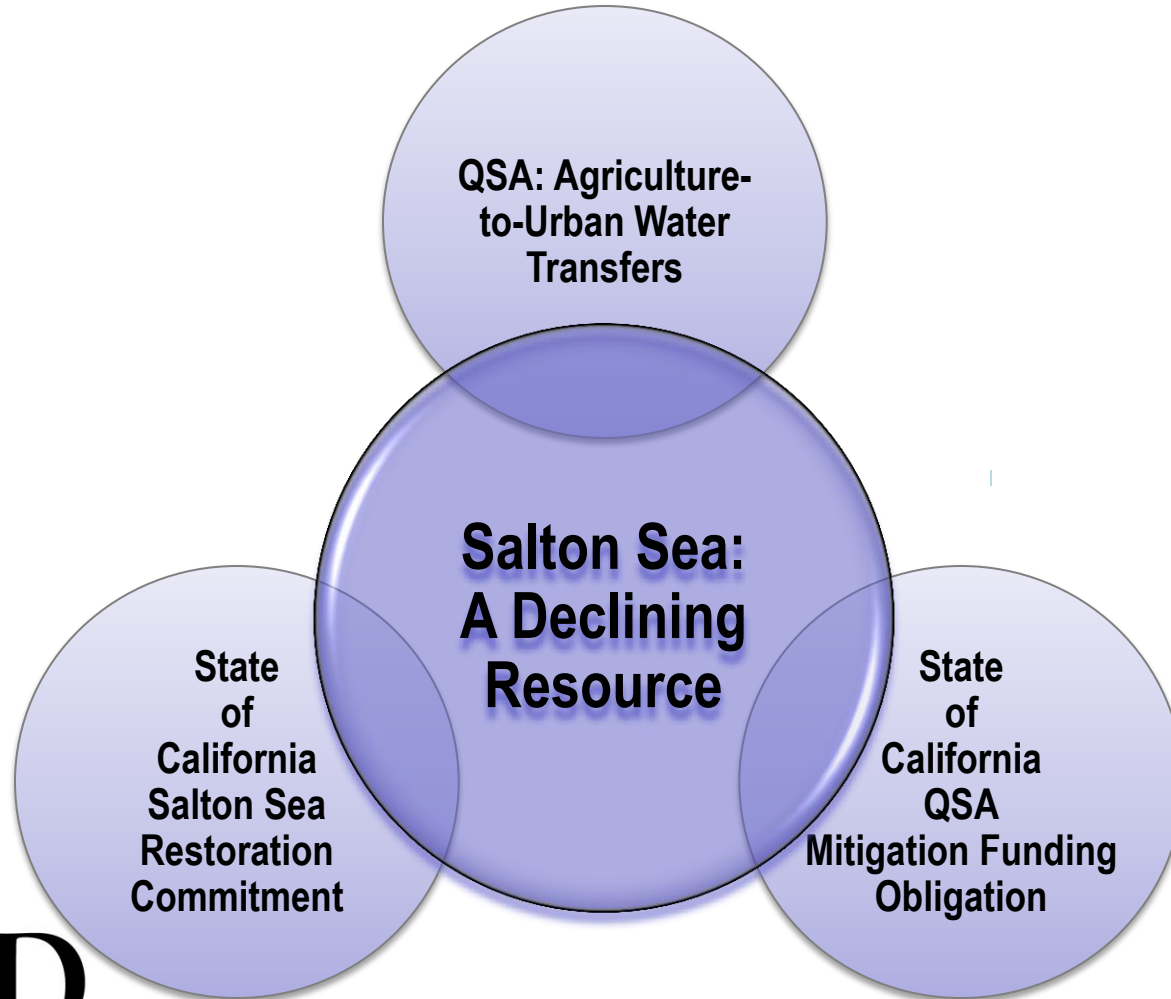 QSA: Agriculture-
to-Urban Water
Transfers
Salton Sea:
A Declining
Resource
State
of
California
Salton Sea
Restoration
Commitment
State
of
California
QSA
Mitigation Funding
Obligation
D